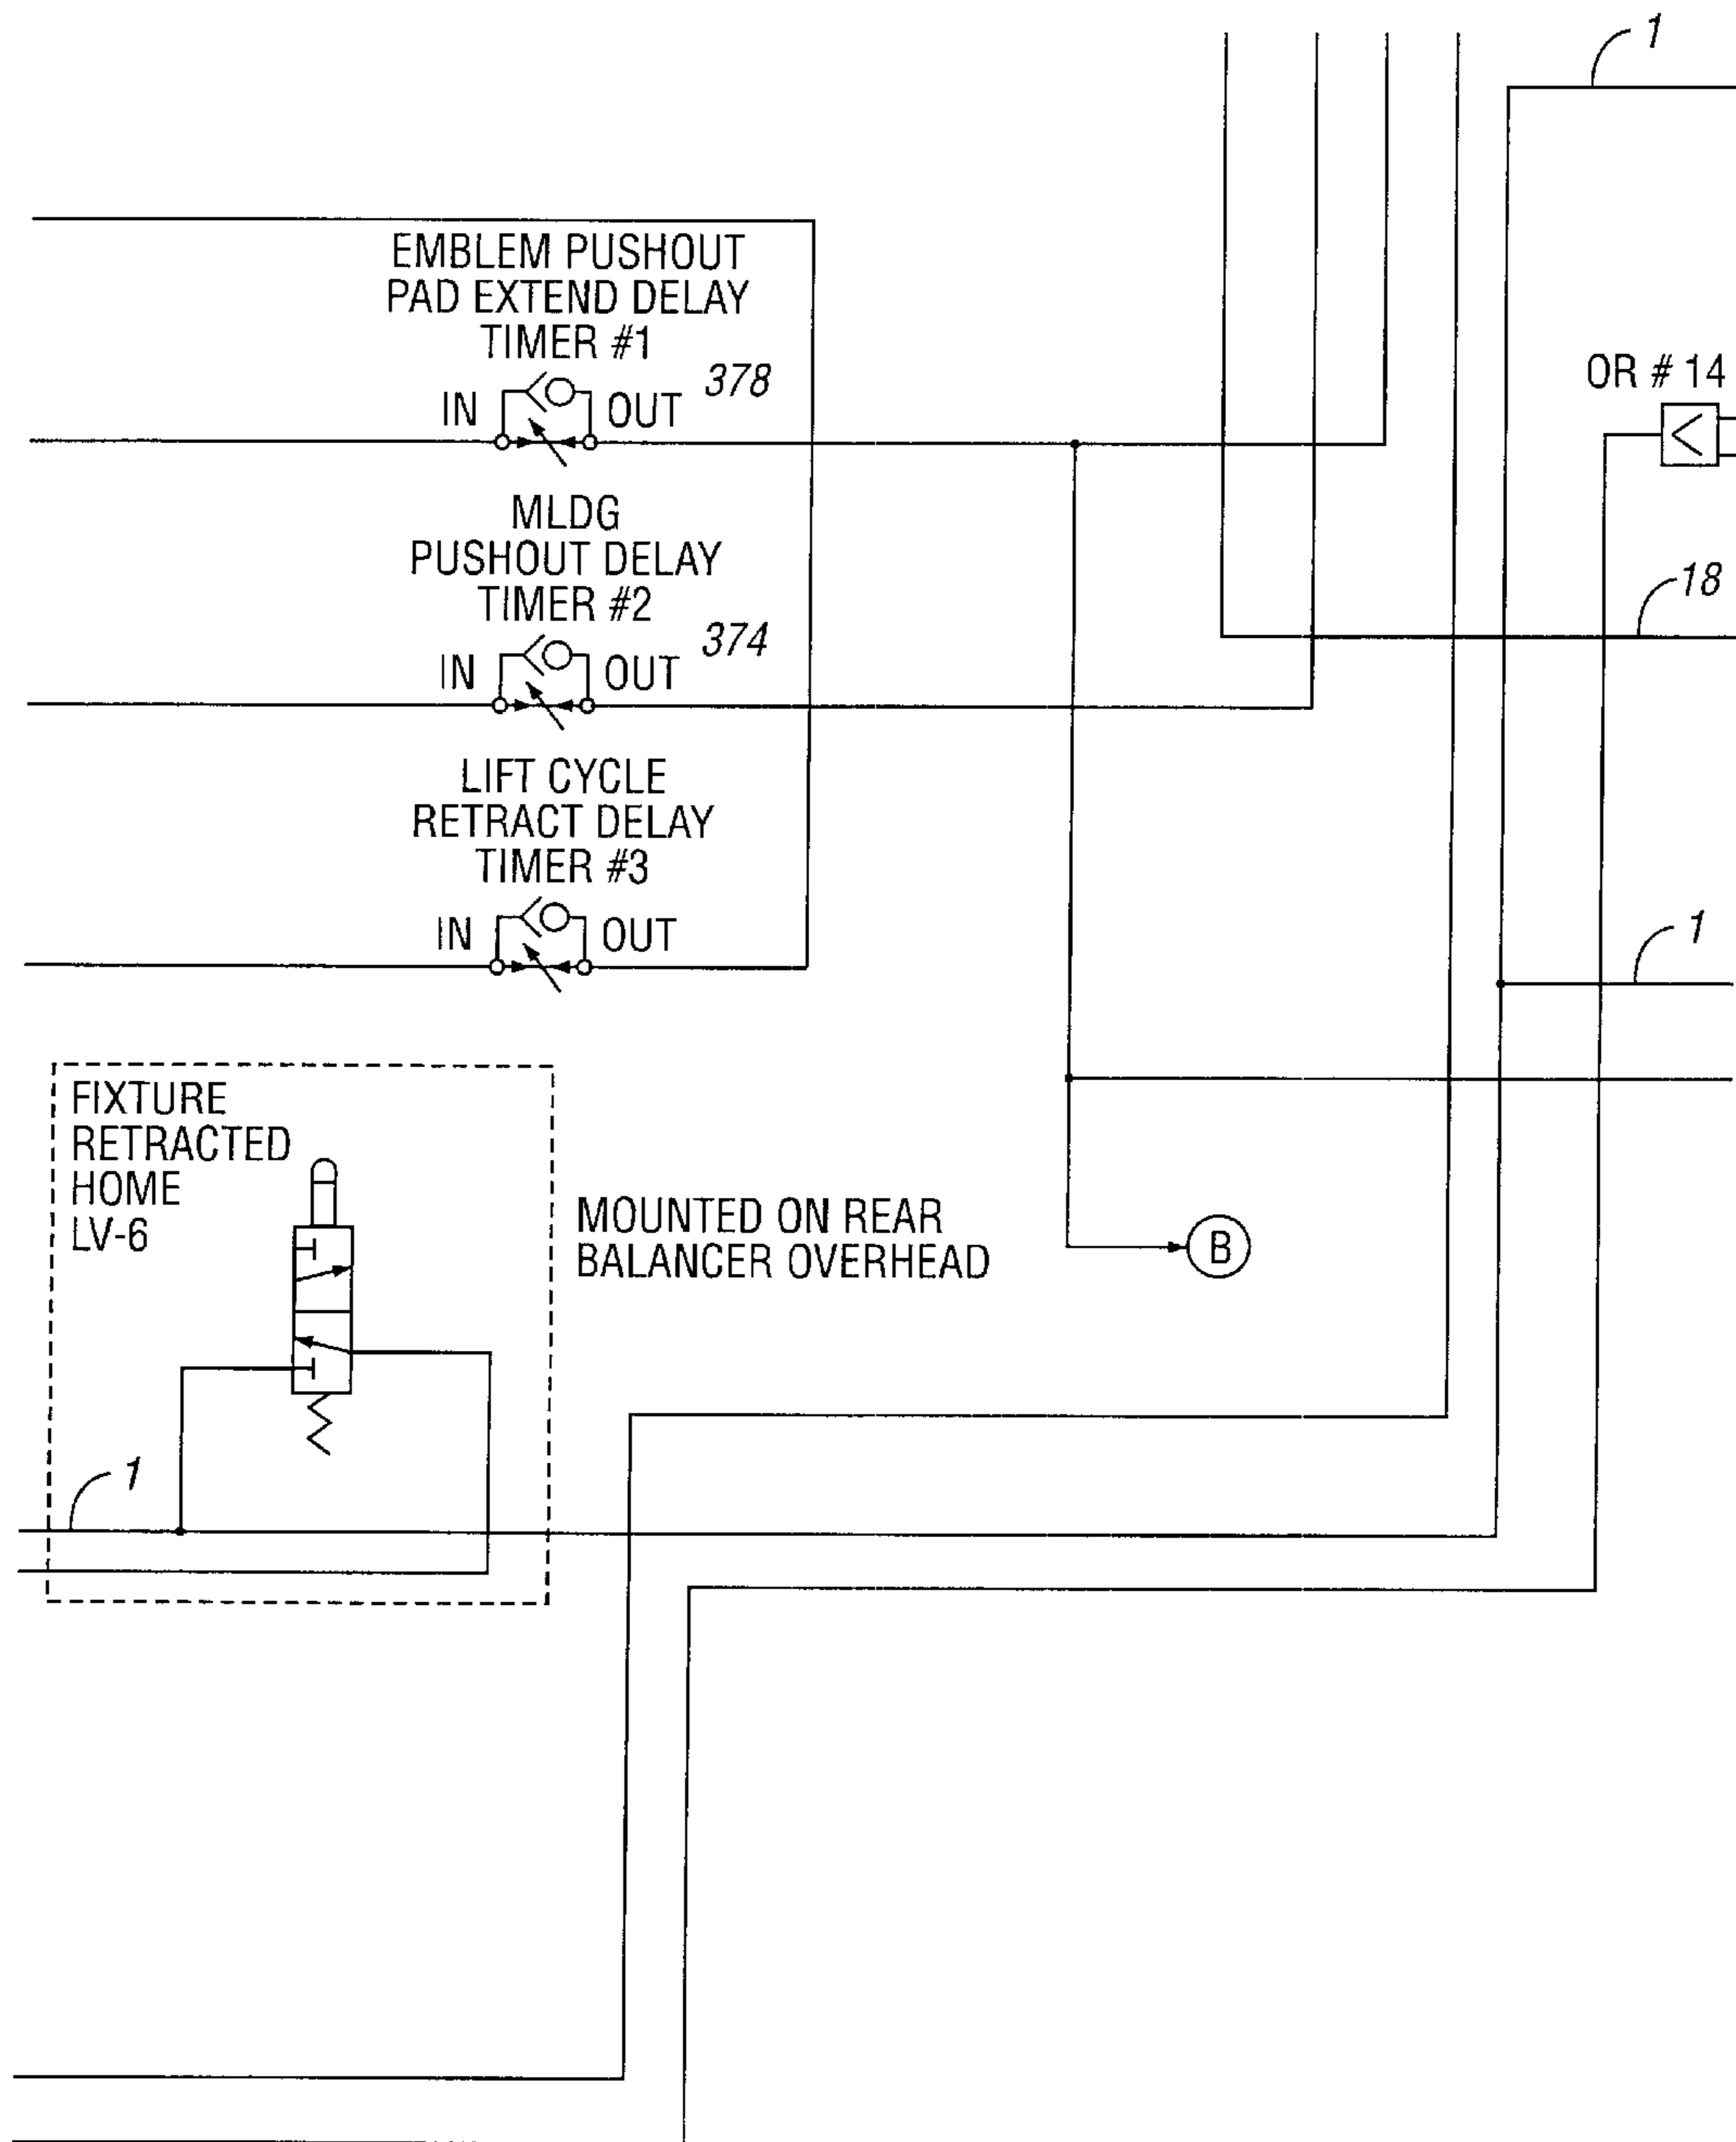 1
EMBLEM PUSHOUT
PAD EXTEND DELAY
TIMER #1
378
IN
OUT
OR # 14
MLDG
PUSHOUT DELAY
TIMER #2
374
IN
OUT
18
LIFT CYCLE
RETRACT DELAY
TIMER #3
IN
OUT
1
FIXTURE
RETRACTED
HOME
LV-6
MOUNTED ON REAR
BALANCER OVERHEAD
B
1